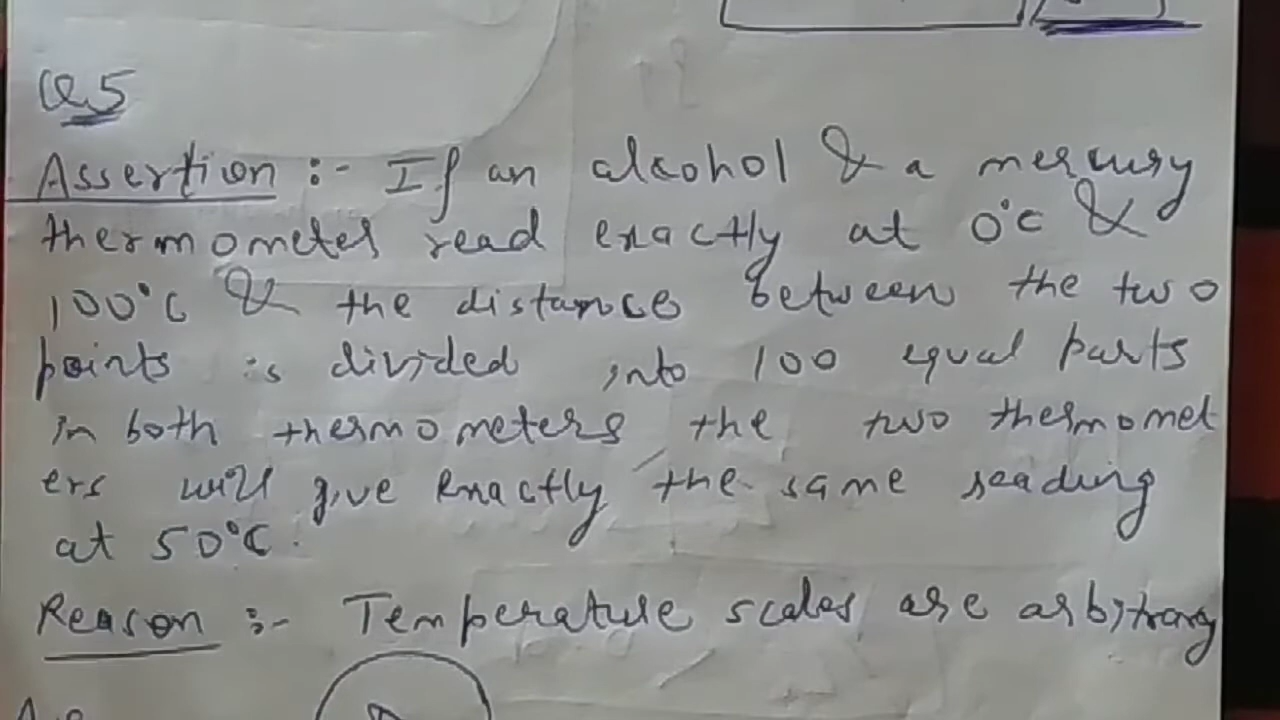 Q.5
Assertion :- If an alcohol & a mercury
thermometer read exactly at 0°C &
100°C & the distance between the two
points is divided into 100 equal parts
in both thermometers the two thermomet
ers will give exactly the same reading
at 50°C.
Reason :- Temperature scales are arbitrary